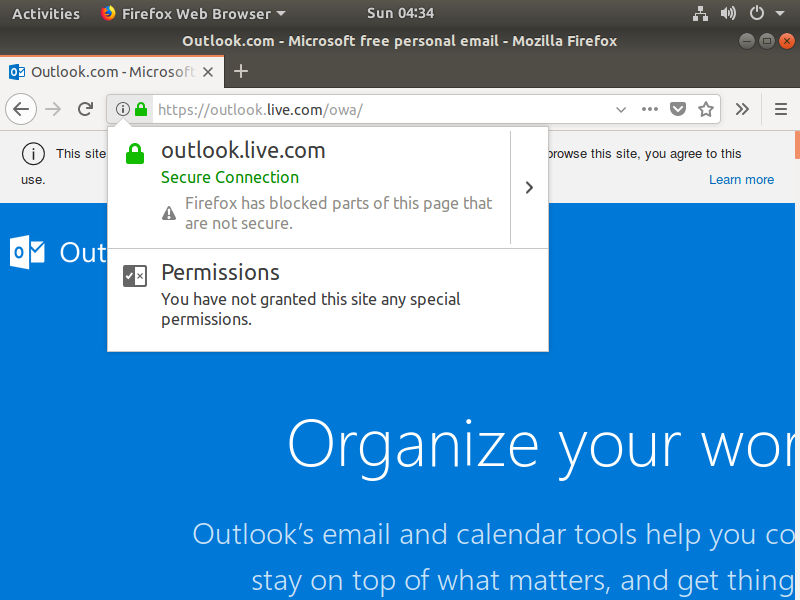 Activities Firefox Web Browser Sun 04:34
Outlook.com - Microsoft free personal email - Mozilla Firefox
Outlook.com - Microsoft
https://outlook.live.com/owa/
This site
browse this site, you agree to this
use.
Learn more
outlook.live.com
Secure Connection
Firefox has blocked parts of this page that
are not secure.
Permissions
You have not granted this site any special
permissions.
Out
Organize your wor
Outlook's email and calendar tools help you co
stay on top of what matters, and get thing